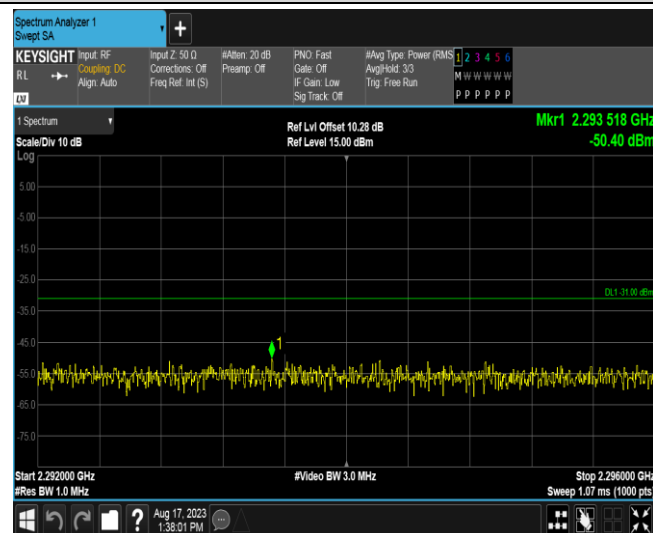 Spectrum Analyzer 1
Swept SA
+
KEYSIGHT Input: RF
RL Coupling: DC
Align: Auto
LXI
Input Z: 50 Ω
Corrections: Off
Freq Ref: Int (S)
#Atten: 20 dB
Preamp: Off
PNO: Fast
Gate: Off
IF Gain: Low
Sig Track: Off
#Avg Type: Power (RMS
Avg|Hold: 3/3
Trig: Free Run
1 2 3 4 5 6
M W W W W W
P P P P P P
1 Spectrum
Scale/Div 10 dB
Ref Lvl Offset 10.28 dB
Ref Level 15.00 dBm
Mkr1 2.293 518 GHz
-50.40 dBm
Log
5.00
-5.00
-15.0
-25.0
DL1 -31.00 dBm
-35.0
-45.0
1
-55.0
-65.0
-75.0
Start 2.292000 GHz
#Res BW 1.0 MHz
#Video BW 3.0 MHz
Stop 2.296000 GHz
Sweep 1.07 ms (1000 pts)
?
Aug 17, 2023
1:38:01 PM